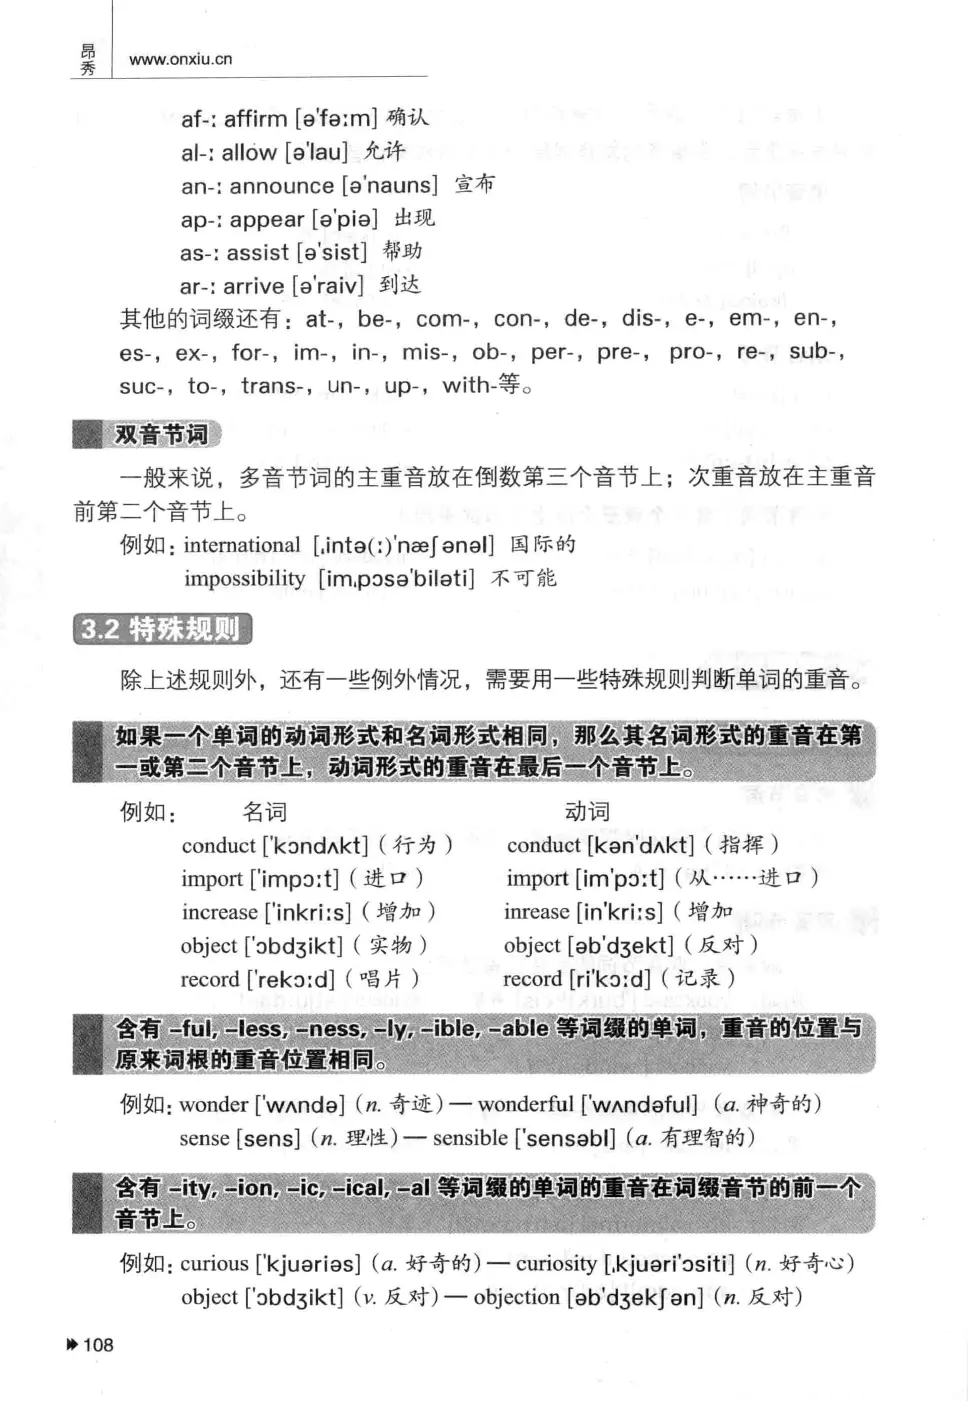 昂秀
www.onxiu.cn
af-: affirm [ə'fə:m] 确认
al-: allow [ə'lau] 允许
an-: announce [ə'nauns] 宣布
ap-: appear [ə'piə] 出现
as-: assist [ə'sist] 帮助
ar-: arrive [ə'raiv] 到达
其他的词缀还有: at-, be-, com-, con-, de-, dis-, e-, em-, en-,
es-, ex-, for-, im-, in-, mis-, ob-, per-, pre-, pro-, re-, sub-,
suc-, to-, trans-, un-, up-, with-等。
双音节词
一般来说，多音节词的主重音放在倒数第三个音节上；次重音放在主重音
前第二个音节上。
例如: international [ˌintə(:)'næʃənəl] 国际的
impossibility [imˌpɔsə'biləti] 不可能
3.2 特殊规则
除上述规则外，还有一些例外情况，需要用一些特殊规则判断单词的重音。
如果一个单词的动词形式和名词形式相同，那么其名词形式的重音在第
一或第二个音节上，动词形式的重音在最后一个音节上。
例如: 名词 动词
conduct ['kɔndʌkt] (行为) conduct [kən'dʌkt] (指挥)
import ['impɔ:t] (进口) import [im'pɔ:t] (从……进口)
increase ['inkri:s] (增加) inrease [in'kri:s] (增加
object ['ɔbdʒikt] (实物) object [əb'dʒekt] (反对)
record ['rekɔ:d] (唱片) record [ri'kɔ:d] (记录)
含有 -ful, -less, -ness, -ly, -ible, -able 等词缀的单词，重音的位置与
原来词根的重音位置相同。
例如: wonder ['wʌndə] (n. 奇迹) — wonderful ['wʌndəful] (a. 神奇的)
sense [sens] (n. 理性) — sensible ['sensəbl] (a. 有理智的)
含有 -ity, -ion, -ic, -ical, -al 等词缀的单词的重音在词缀音节的前一个
音节上。
例如: curious ['kjuəriəs] (a. 好奇的) — curiosity [ˌkjuəri'ɔsiti] (n. 好奇心)
object ['ɔbdʒikt] (v. 反对) — objection [əb'dʒekʃən] (n. 反对)
108